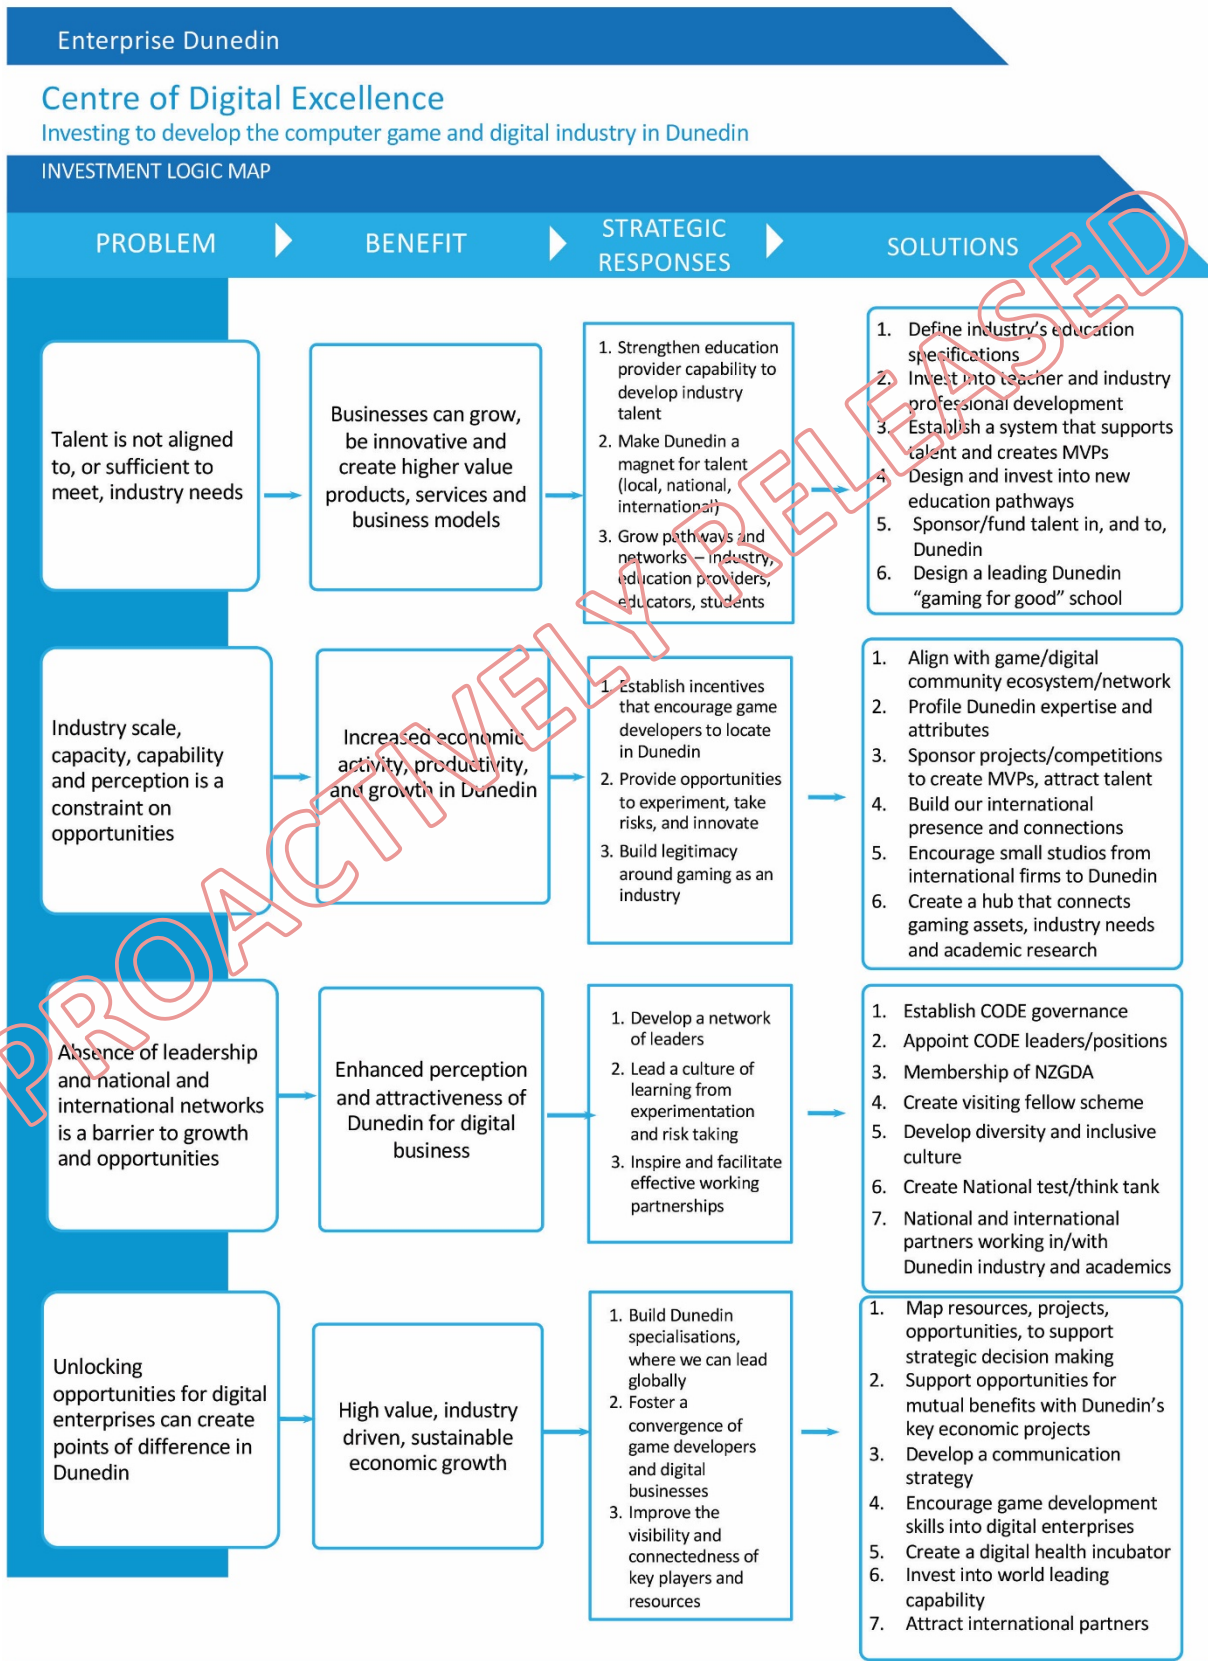 Enterprise Dunedin
Centre of Digital Excellence
Investing to develop the computer game and digital industry in Dunedin
INVESTMENT LOGIC MAP
PROBLEM
BENEFIT
STRATEGIC
RESPONSES
SOLUTIONS
Talent is not aligned
to, or sufficient to
meet, industry needs
Businesses can grow,
be innovative and
create higher value
products, services and
business models
1. Strengthen education
provider capability to
develop industry
talent
2. Make Dunedin a
magnet for talent
(local, national,
international)
3. Grow pathways and
networks – industry,
education providers,
educators, students
1. Define industry's education
specifications
2. Invest into teacher and industry
professional development
3. Establish a system that supports
talent and creates MVPs
4. Design and invest into new
education pathways
5. Sponsor/fund talent in, and to,
Dunedin
6. Design a leading Dunedin
"gaming for good" school
Industry scale,
capacity, capability
and perception is a
constraint on
opportunities
Increased economic
activity, productivity,
and growth in Dunedin
1. Establish incentives
that encourage game
developers to locate
in Dunedin
2. Provide opportunities
to experiment, take
risks, and innovate
3. Build legitimacy
around gaming as an
industry
1. Align with game/digital
community ecosystem/network
2. Profile Dunedin expertise and
attributes
3. Sponsor projects/competitions
to create MVPs, attract talent
4. Build our international
presence and connections
5. Encourage small studios from
international firms to Dunedin
6. Create a hub that connects
gaming assets, industry needs
and academic research
Absence of leadership
and national and
international networks
is a barrier to growth
and opportunities
Enhanced perception
and attractiveness of
Dunedin for digital
business
1. Develop a network
of leaders
2. Lead a culture of
learning from
experimentation
and risk taking
3. Inspire and facilitate
effective working
partnerships
1. Establish CODE governance
2. Appoint CODE leaders/positions
3. Membership of NZGDA
4. Create visiting fellow scheme
5. Develop diversity and inclusive
culture
6. Create National test/think tank
7. National and international
partners working in/with
Dunedin industry and academics
Unlocking
opportunities for digital
enterprises can create
points of difference in
Dunedin
High value, industry
driven, sustainable
economic growth
1. Build Dunedin
specialisations,
where we can lead
globally
2. Foster a
convergence of
game developers
and digital
businesses
3. Improve the
visibility and
connectedness of
key players and
resources
1. Map resources, projects,
opportunities, to support
strategic decision making
2. Support opportunities for
mutual benefits with Dunedin's
key economic projects
3. Develop a communication
strategy
4. Encourage game development
skills into digital enterprises
5. Create a digital health incubator
6. Invest into world leading
capability
7. Attract international partners
PROACTIVELY RELEASED